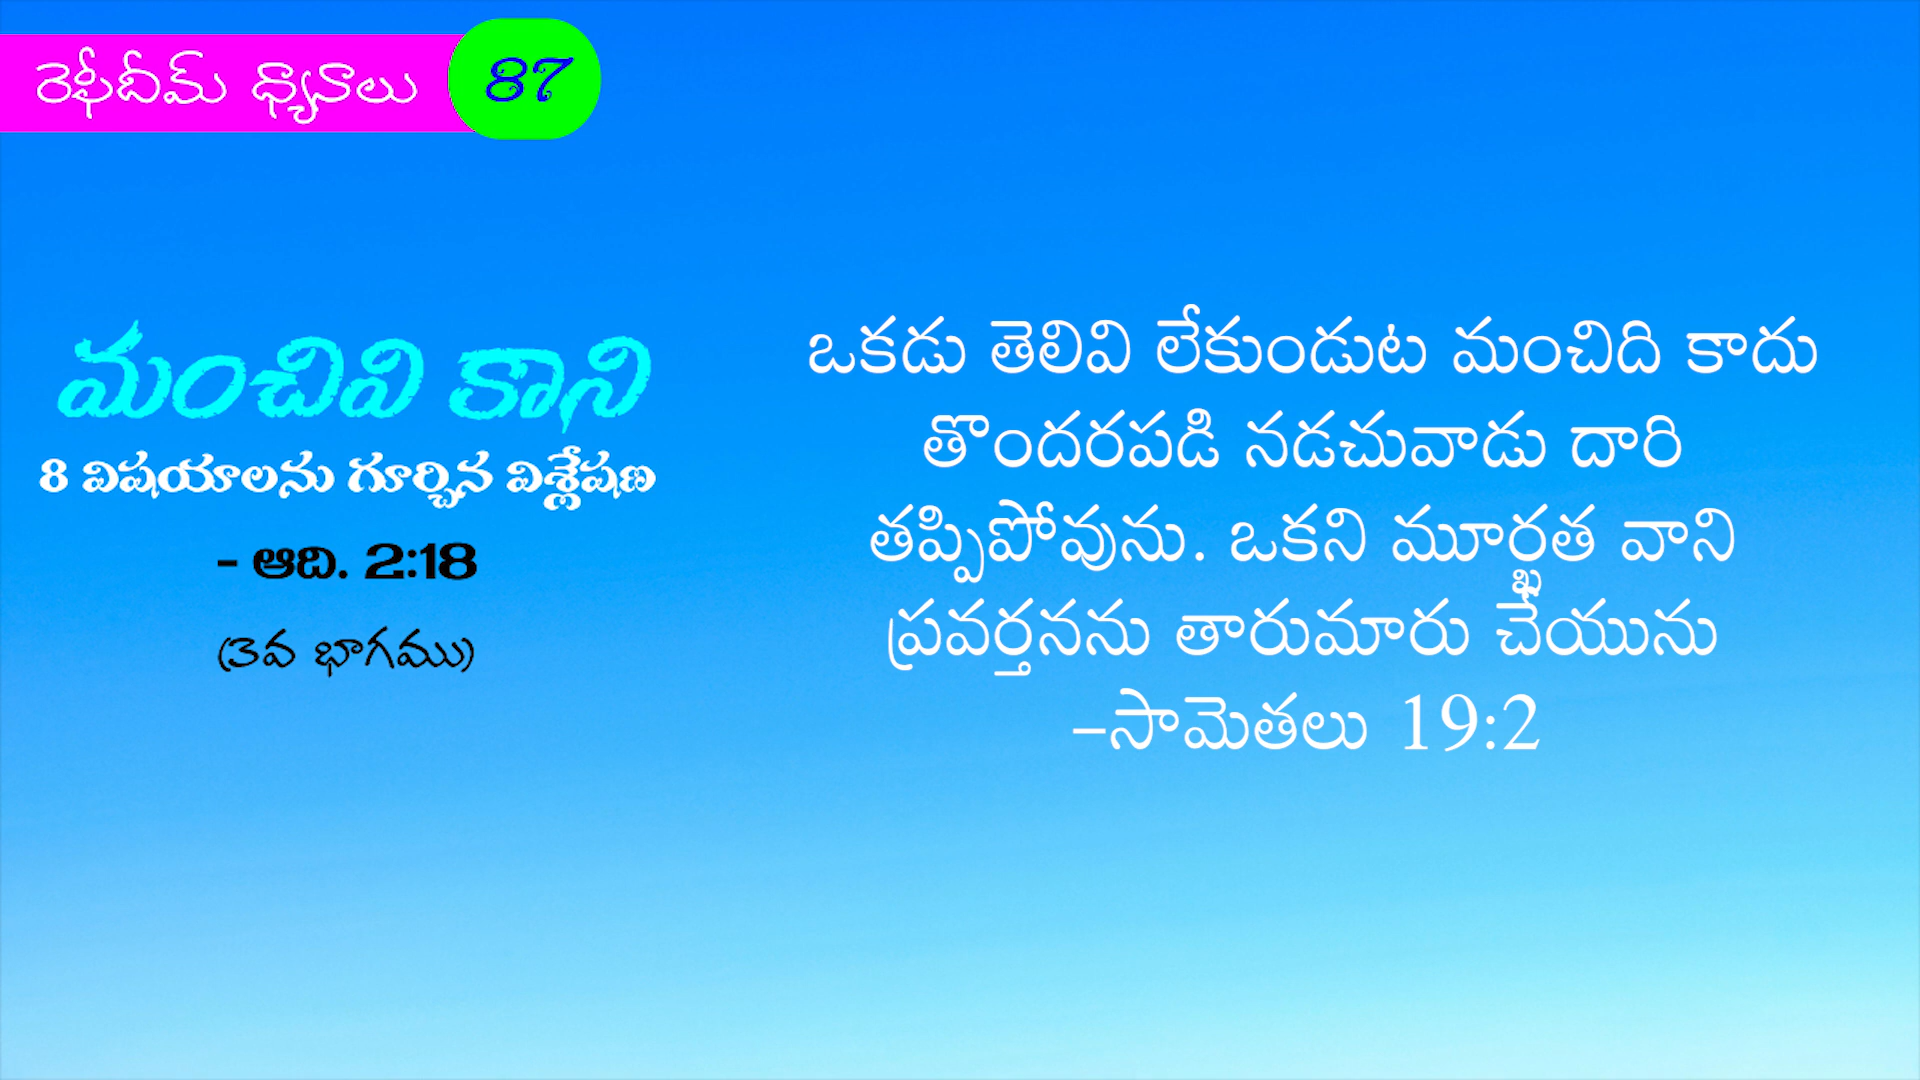 రెఫీదీమ్ ధ్యానాలు 87
మంచివి కాని
8 విషయాలను గూర్చిన విశ్లేషణ
- ఆది. 2:18
(3వ భాగము)
ఒకడు తెలివి లేకుండుట మంచిది కాదు
తొందరపడి నడచువాడు దారి
తప్పిపోవును. ఒకని మూర్ఖత వాని
ప్రవర్తనను తారుమారు చేయును
–సామెతలు 19:2